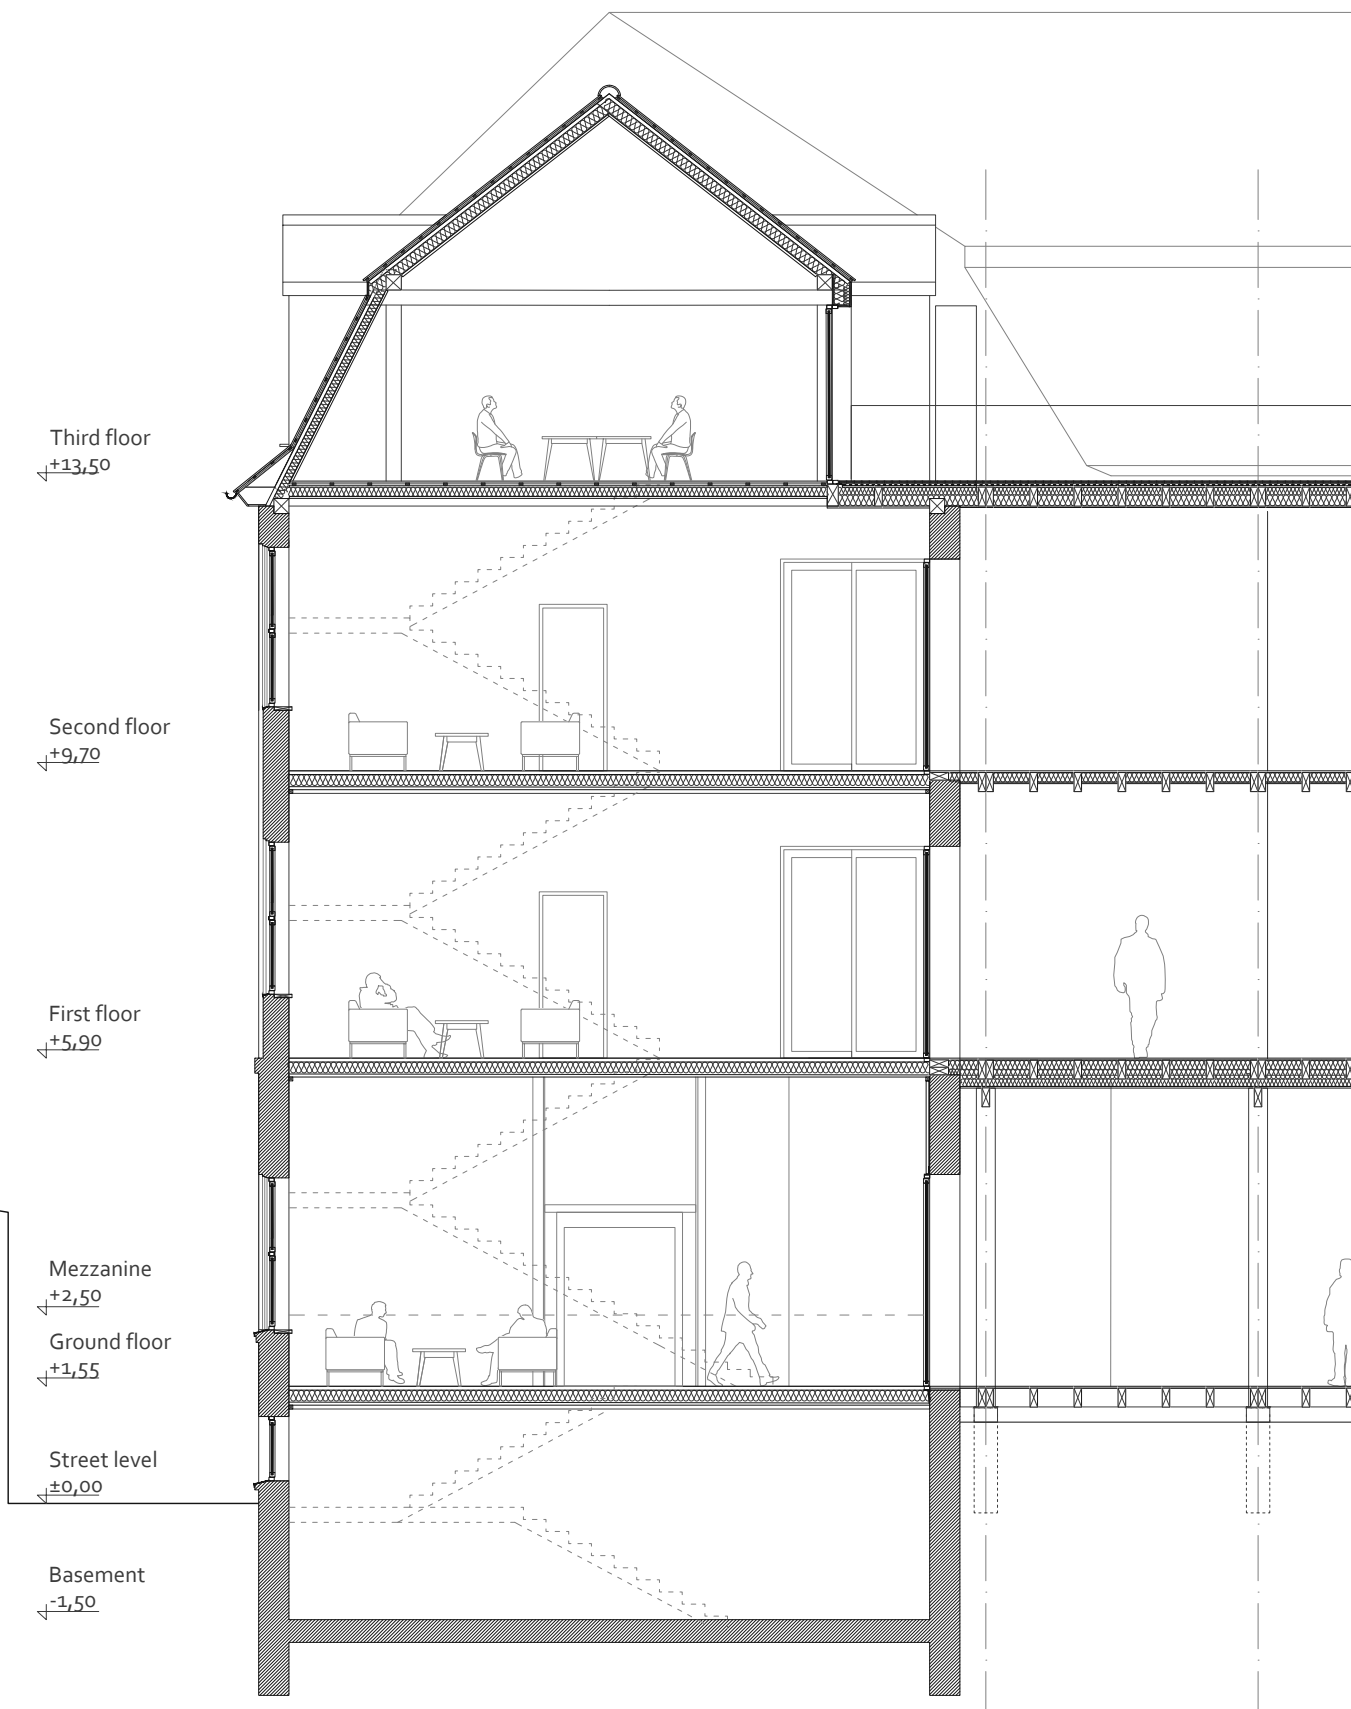 Third floor
+13,50
Second floor
+9,70
First floor
+5,90
Mezzanine
+2,50
Ground floor
+1,55
Street level
±0,00
Basement
-1,50